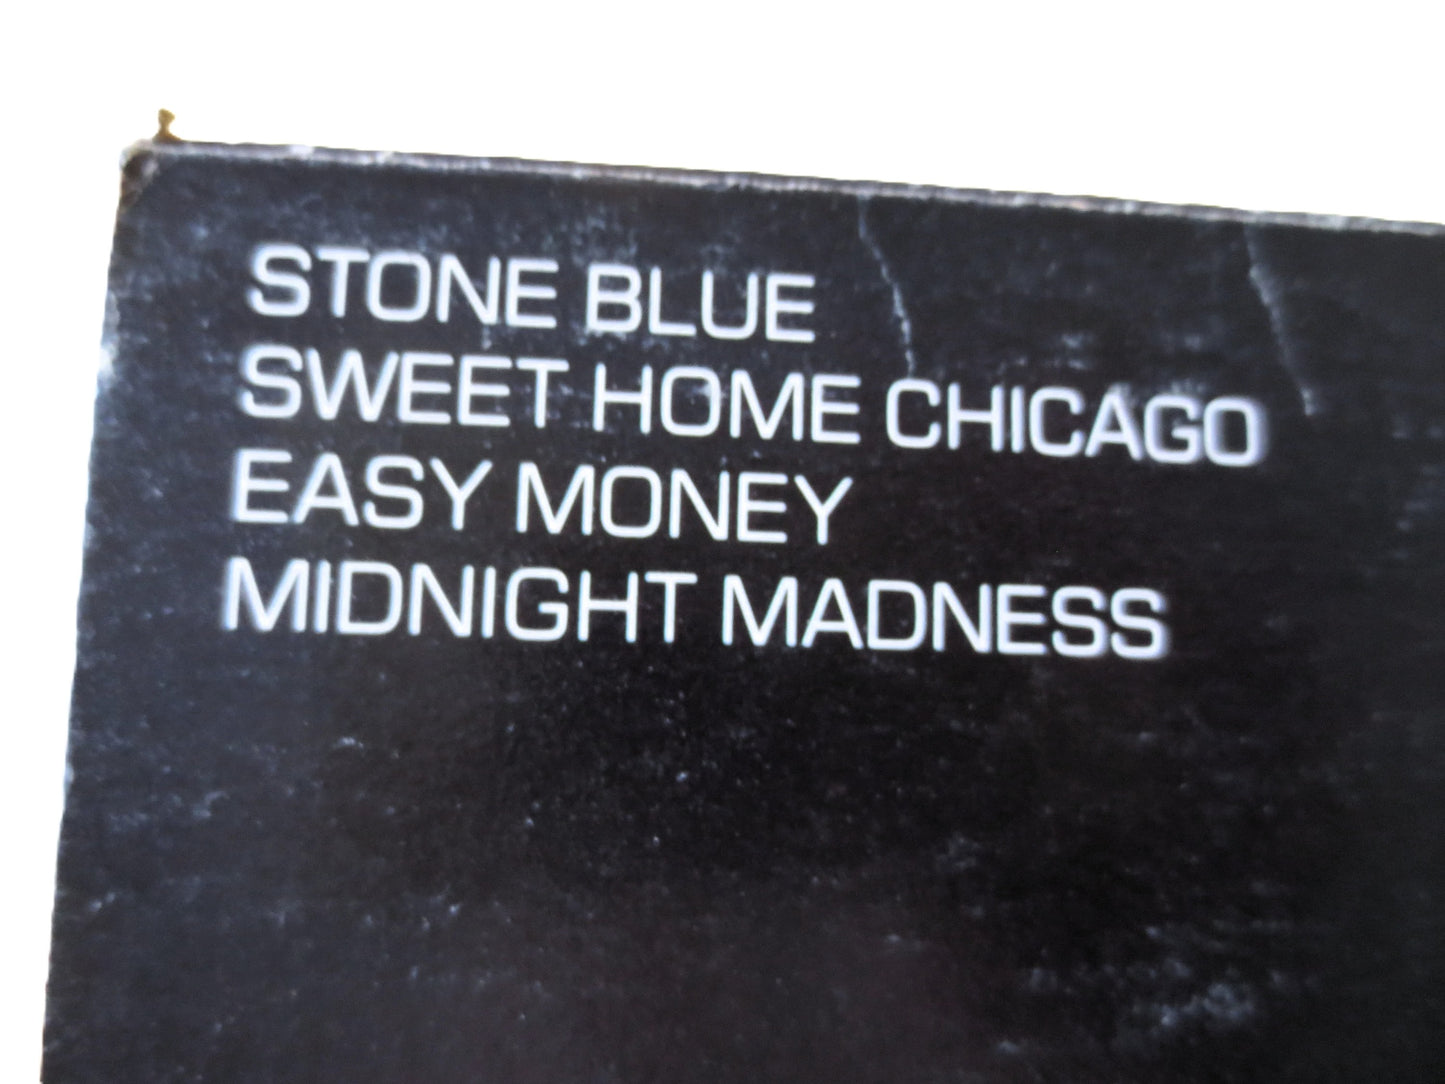 STONE BLUE
SWEET HOME CHICAGO
EASY MONEY
MIDNIGHT MADNESS